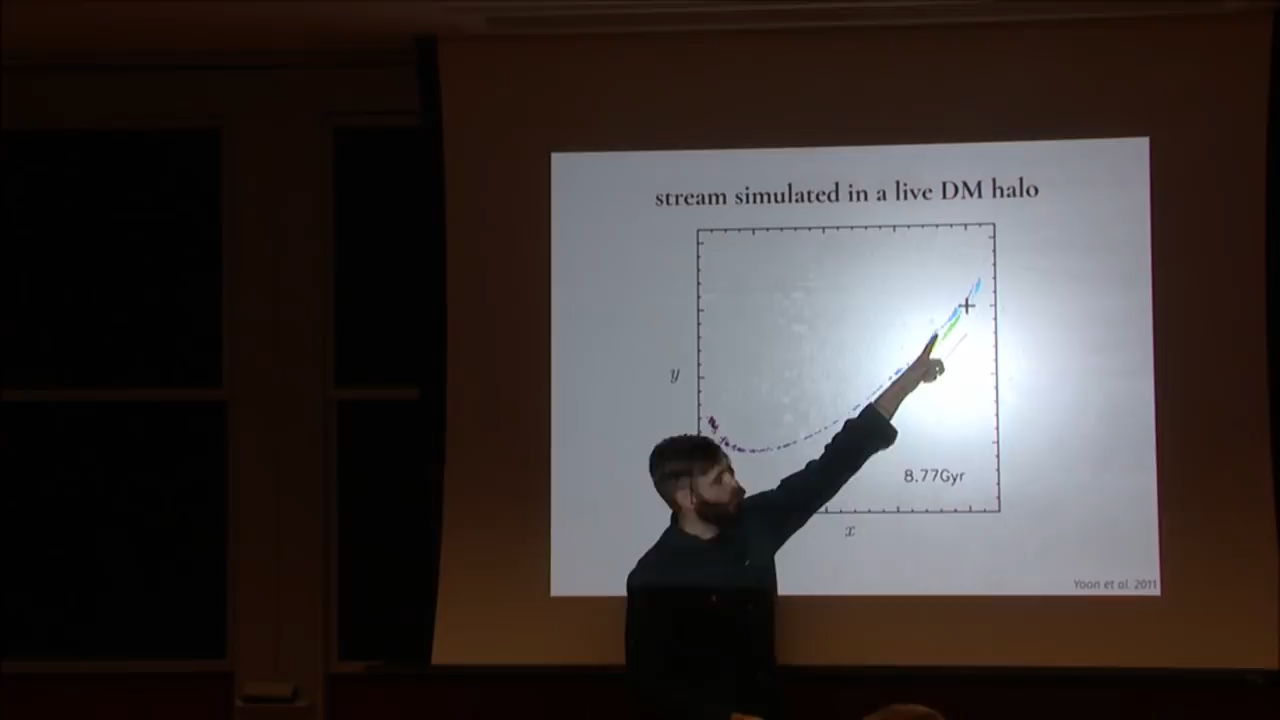 stream simulated in a live DM halo
y
8.77Gyr
x
Yoon et al. 2011